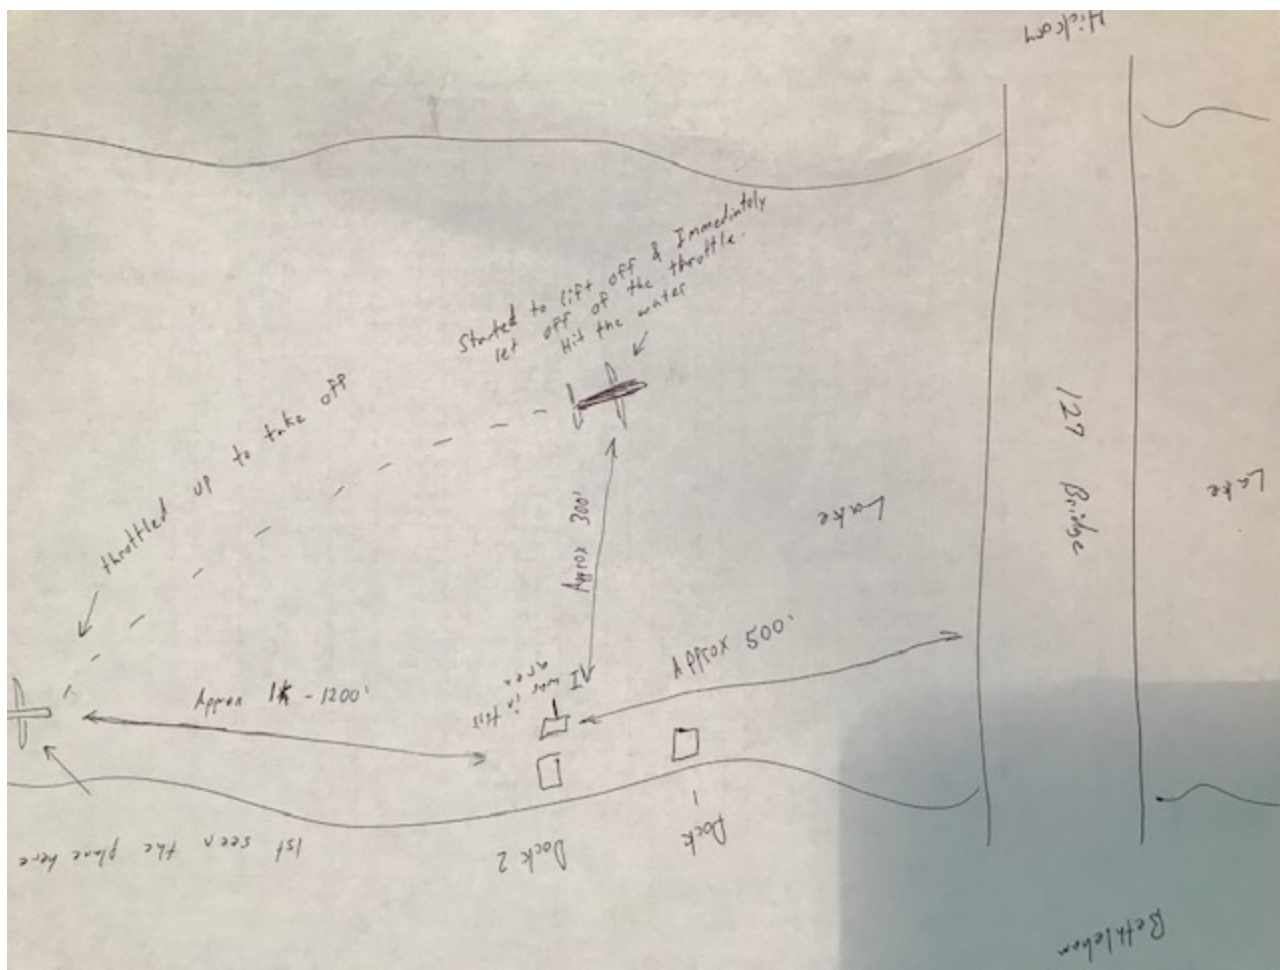 Hickory
Started to lift off & Immediately
let off of the throttle.
Hit the water
throttled up to take off
127 Bridge
Lake
Lake
Approx 300'
Approx 500'
I was in this
area
Approx 1K - 1200'
1st seen the plane here
Dock 2
Dock
1
Bethlehem